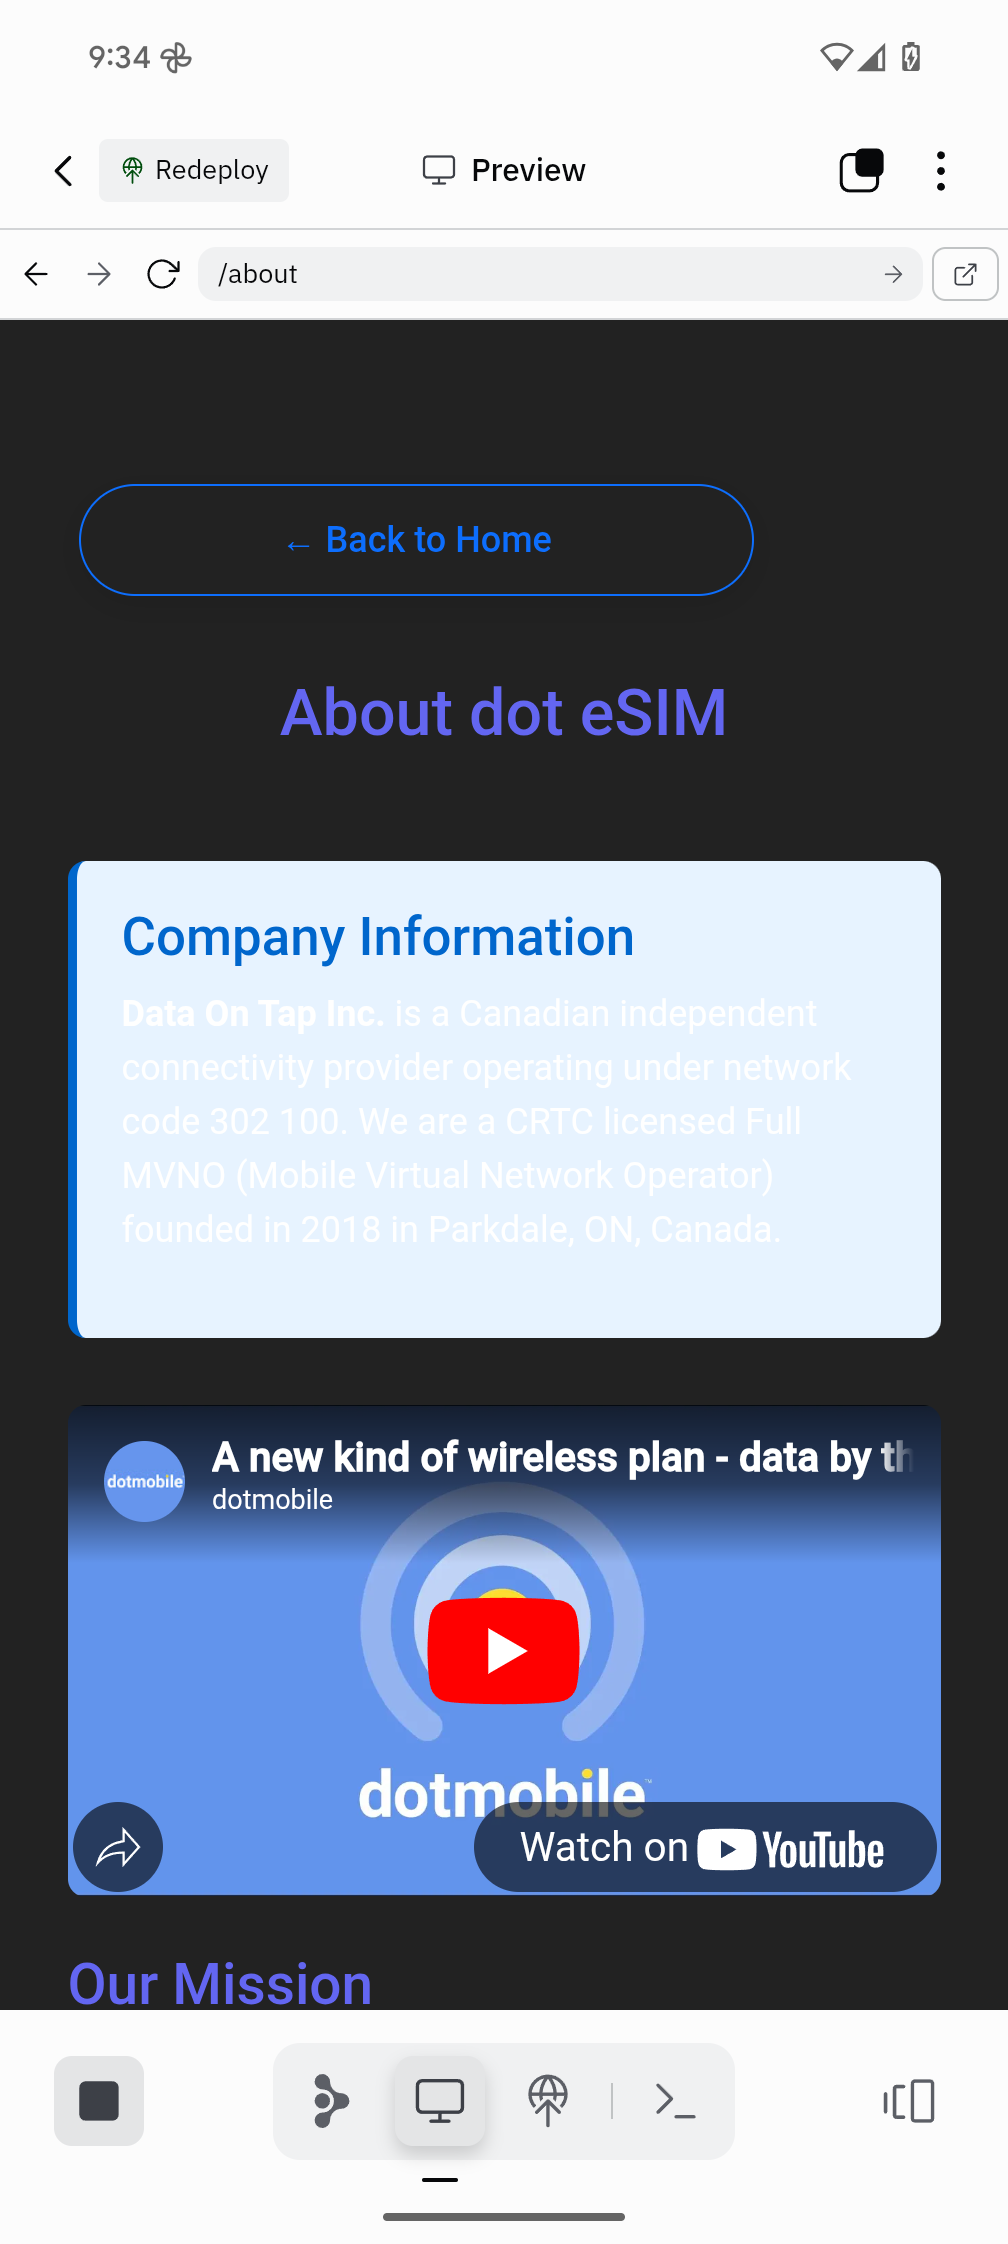 9:34
Redeploy
Preview
/about
← Back to Home
About dot eSIM
Company Information
Data On Tap Inc. is a Canadian independent
connectivity provider operating under network
code 302 100. We are a CRTC licensed Full
MVNO (Mobile Virtual Network Operator)
founded in 2018 in Parkdale, ON, Canada.
dotmobile
A new kind of wireless plan - data by
dotmobile
dotmobile™
Watch on YouTube
Our Mission